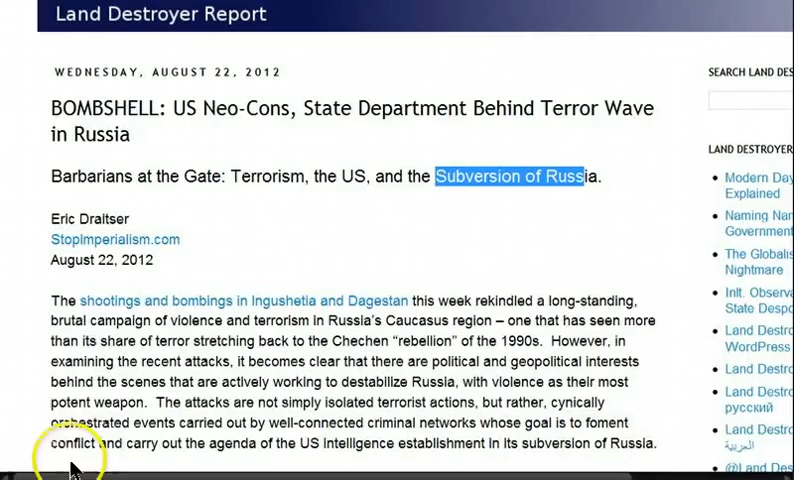 Land Destroyer Report
WEDNESDAY, AUGUST 22, 2012
BOMBSHELL: US Neo-Cons, State Department Behind Terror Wave
in Russia
Barbarians at the Gate: Terrorism, the US, and the Subversion of Russia.
Eric Draitser
StopImperialism.com
August 22, 2012
The shootings and bombings in Ingushetia and Dagestan this week rekindled a long-standing,
brutal campaign of violence and terrorism in Russia's Caucasus region – one that has seen more
than its share of terror stretching back to the Chechen “rebellion” of the 1990s. However, in
examining the recent attacks, it becomes clear that there are political and geopolitical interests
behind the scenes that are actively working to destabilize Russia, with violence as their most
potent weapon. The attacks are not simply isolated terrorist actions, but rather, cynically
orchestrated events carried out by well-connected criminal networks whose goal is to foment
conflict and carry out the agenda of the US intelligence establishment in its subversion of Russia.
SEARCH LAND DES
LAND DESTROYER
Modern Day
Explained
Naming Nam
Government
The Globalis
Nightmare
Init. Observa
State Despo
Land Destro
WordPress
Land Destro
Land Destro
русский
Land Destro
العربية
@Land Des